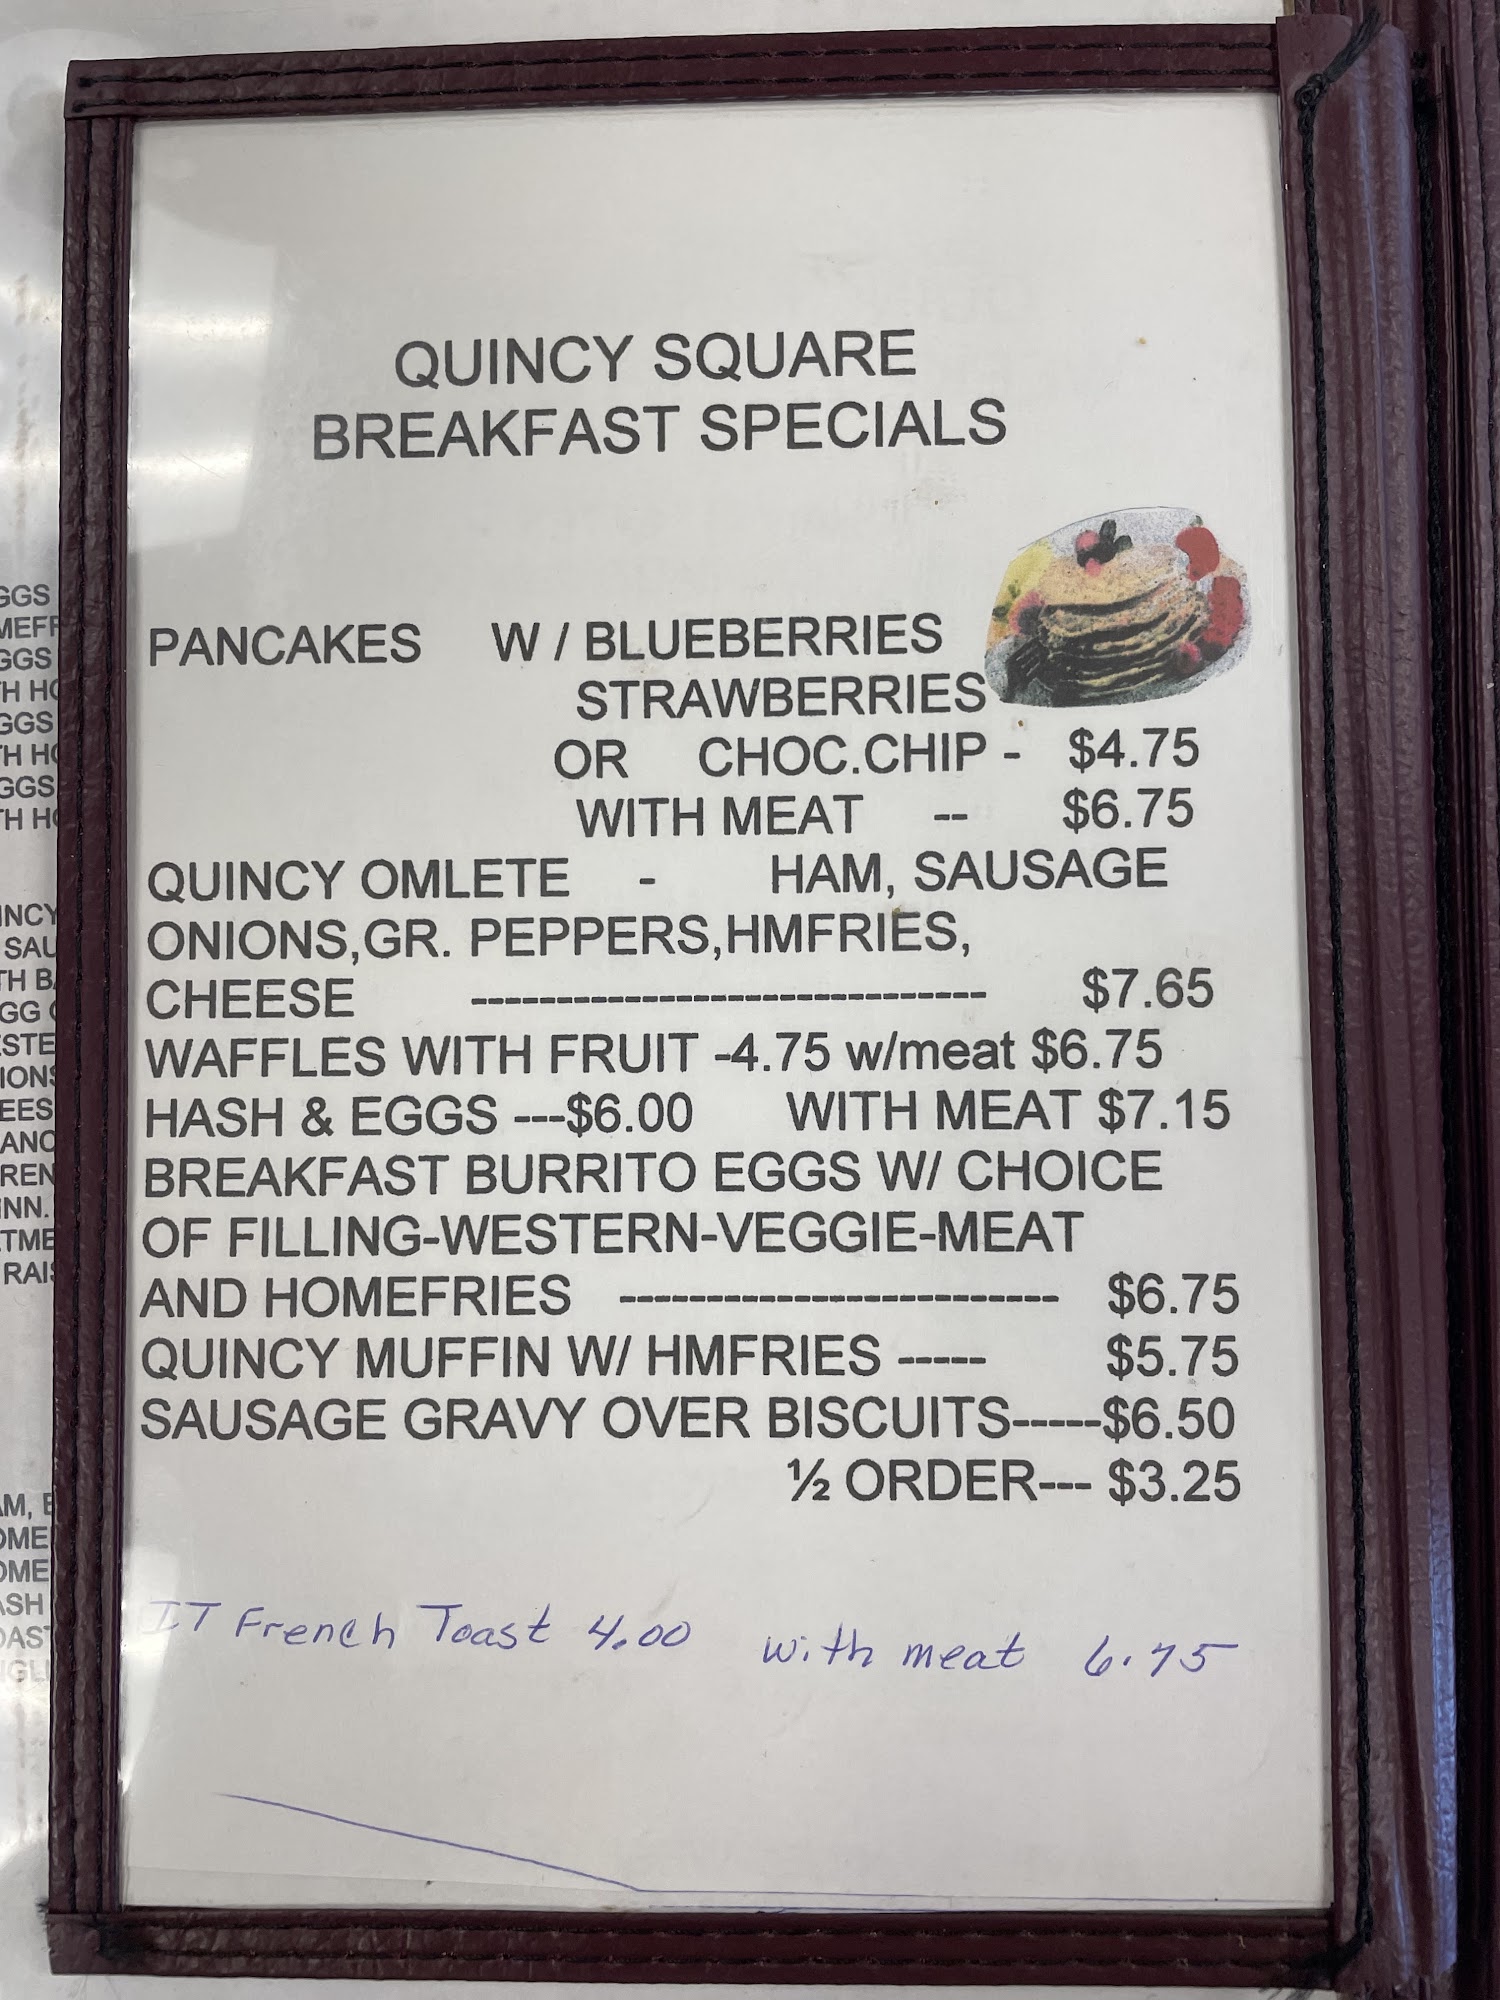 QUINCY SQUARE
BREAKFAST SPECIALS
PANCAKES W / BLUEBERRIES
STRAWBERRIES
OR CHOC.CHIP - $4.75
WITH MEAT -- $6.75
QUINCY OMLETE - HAM, SAUSAGE
ONIONS,GR. PEPPERS,HMFRIES,
CHEESE ------------------------------ $7.65
WAFFLES WITH FRUIT -4.75 w/meat $6.75
HASH & EGGS ---$6.00 WITH MEAT $7.15
BREAKFAST BURRITO EGGS W/ CHOICE
OF FILLING-WESTERN-VEGGIE-MEAT
AND HOMEFRIES ------------------------- $6.75
QUINCY MUFFIN W/ HMFRIES ----- $5.75
SAUSAGE GRAVY OVER BISCUITS-----$6.50
½ ORDER--- $3.25
IT French Toast 4.00 with meat 6.75